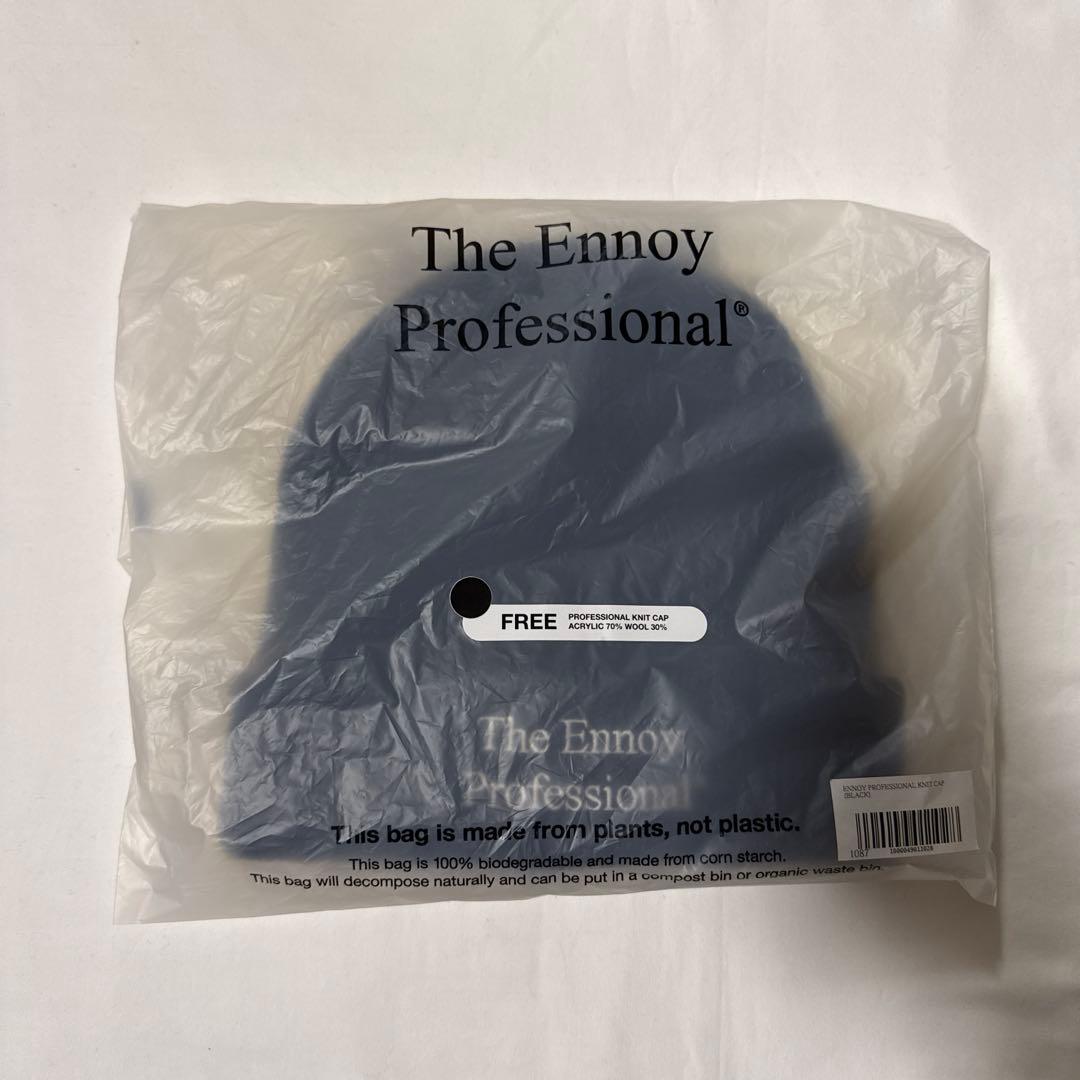 The Ennoy
Professional®
FREE
PROFESSIONAL KNIT CAP
ACRYLIC 70% WOOL 30%
The Ennoy
Professional
ENNOY PROFESSIONAL KNIT CAP
(BLACK)
1087
1000049011028
This bag is made from plants, not plastic.
This bag is 100% biodegradable and made from corn starch.
This bag will decompose naturally and can be put in a compost bin or organic waste bin.